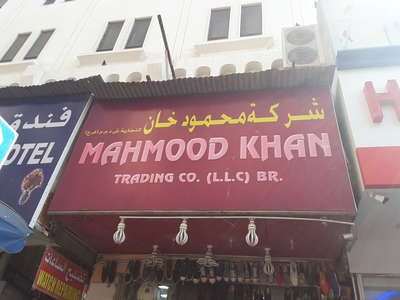 فندق
OTEL
شركة محمود خان
MAHMOOD KHAN
TRADING CO. (L.L.C) BR.
H